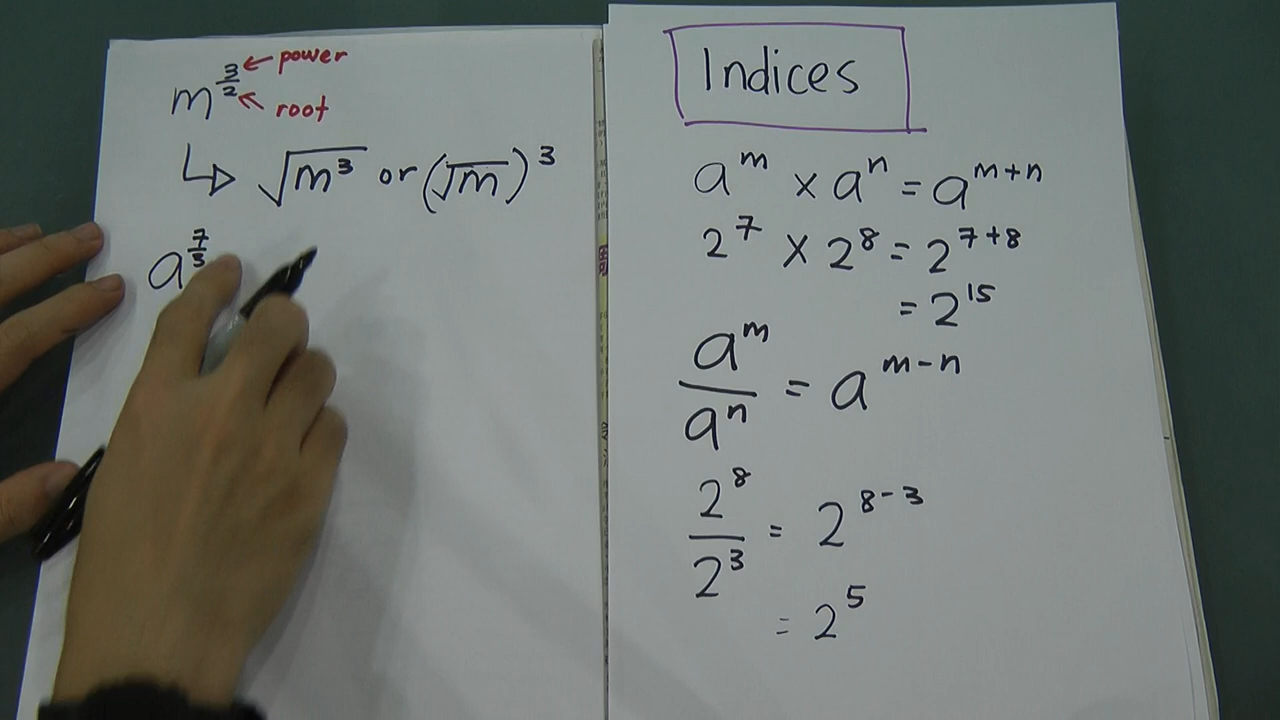 m^(3/2) ← power
← root
↳ √(m³) or (√m)³
a^(7/3)
Indices
a^m × a^n = a^(m+n)
2^7 × 2^8 = 2^(7+8)
= 2^15
a^m / a^n = a^(m-n)
2^8 / 2^3 = 2^(8-3)
= 2^5